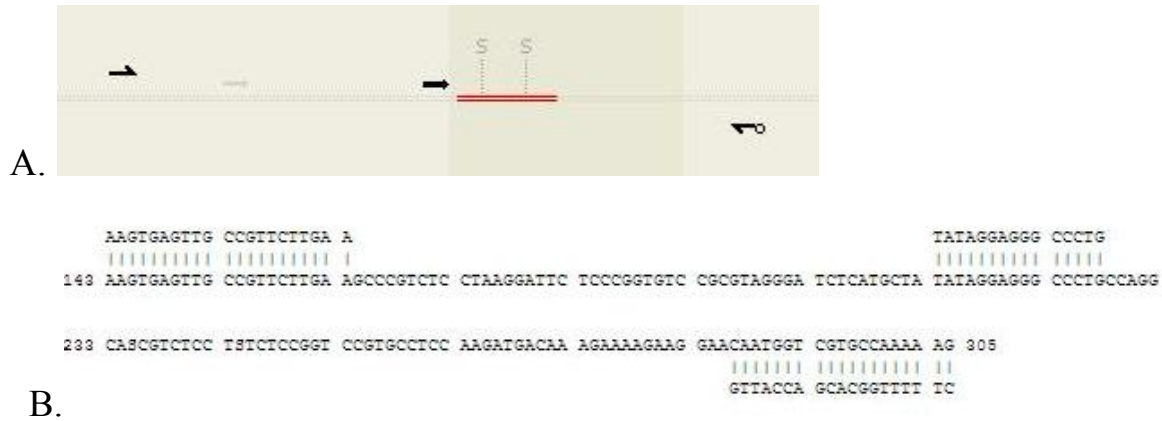 S S
A.
AAGTGAGTTG CCGTTCTTGA A TATAGGAGGG CCCTG
143 AAGTGAGTTG CCGTTCTTGA AGCCCGTCTC CTAAGGATTC TCCCGGTGTC CGCGTAGGGA TCTCATGCTA TATAGGAGGG CCCTGCCAGG
233 CASCGTCTCC TSTCTCCGGT CCGTGCCTCC AAGATGACAA AGAAAAGAAG GAACAATGGT CGTGCCAAAA AG 305
GTTACCA GCACGGTTTT TC
B.